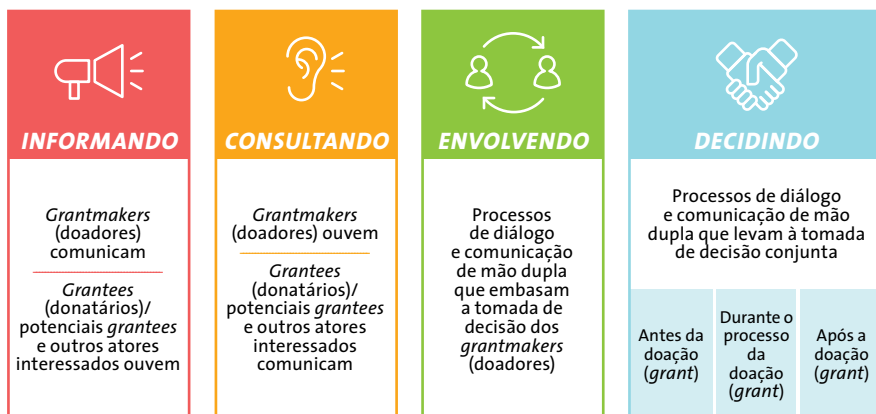 INFORMANDO
Grantmakers
(doadores)
comunicam
Grantees
(donatários)/
potenciais grantees
e outros atores
interessados ouvem
CONSULTANDO
Grantmakers
(doadores) ouvem
Grantees
(donatários)/
potenciais grantees
e outros atores
interessados
comunicam
ENVOLVENDO
Processos
de diálogo
e comunicação
de mão dupla
que embasam
a tomada de
decisão dos
grantmakers
(doadores)
DECIDINDO
Processos de diálogo
e comunicação de mão
dupla que levam à tomada
de decisão conjunta
Antes da
doação
(grant)
Durante o
processo
da
doação
(grant)
Após a
doação
(grant)